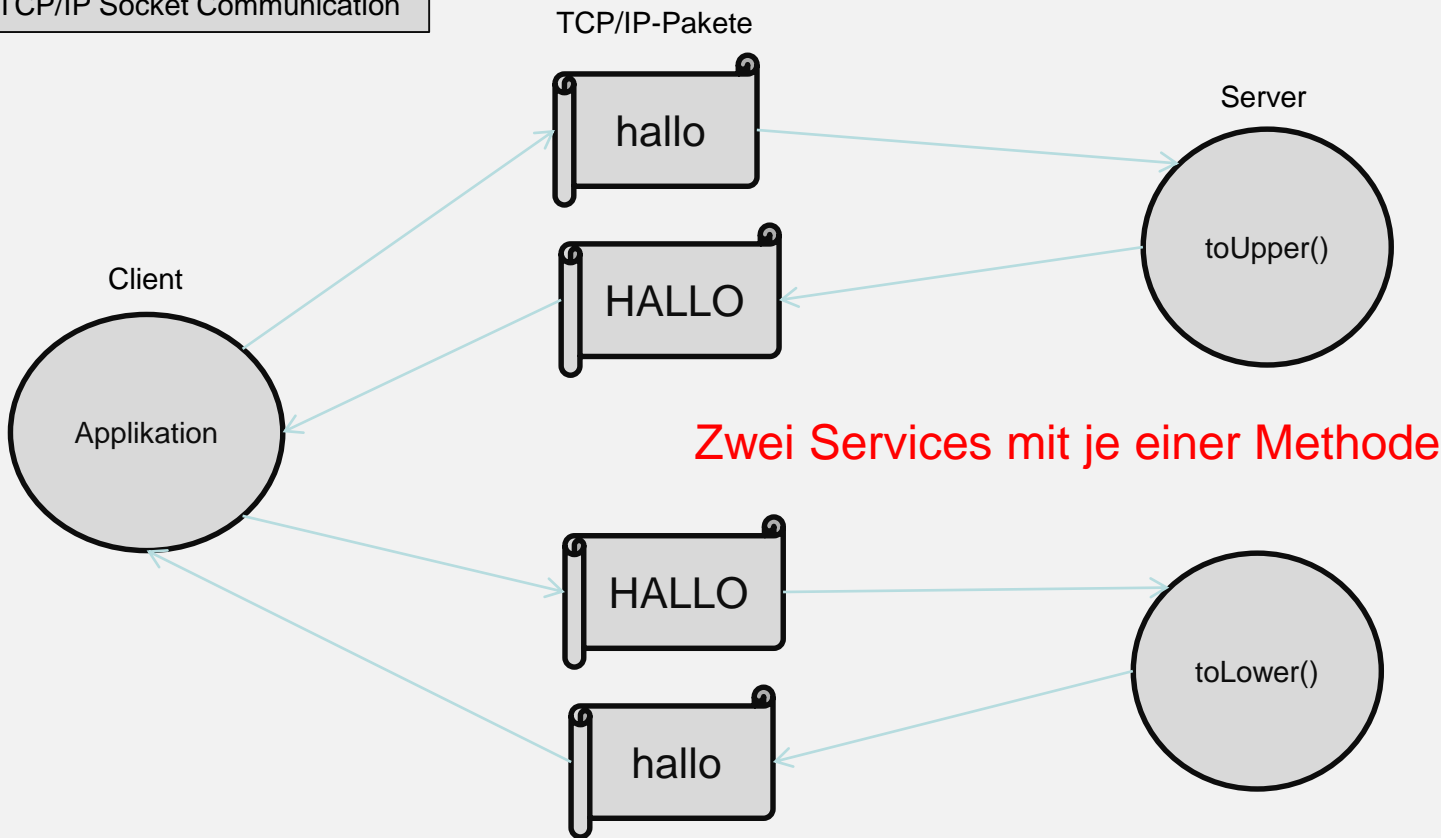 TCP/IP Socket Communication
TCP/IP-Pakete
hallo
Server
toUpper()
HALLO
Client
Applikation
Zwei Services mit je einer Methode
HALLO
toLower()
hallo